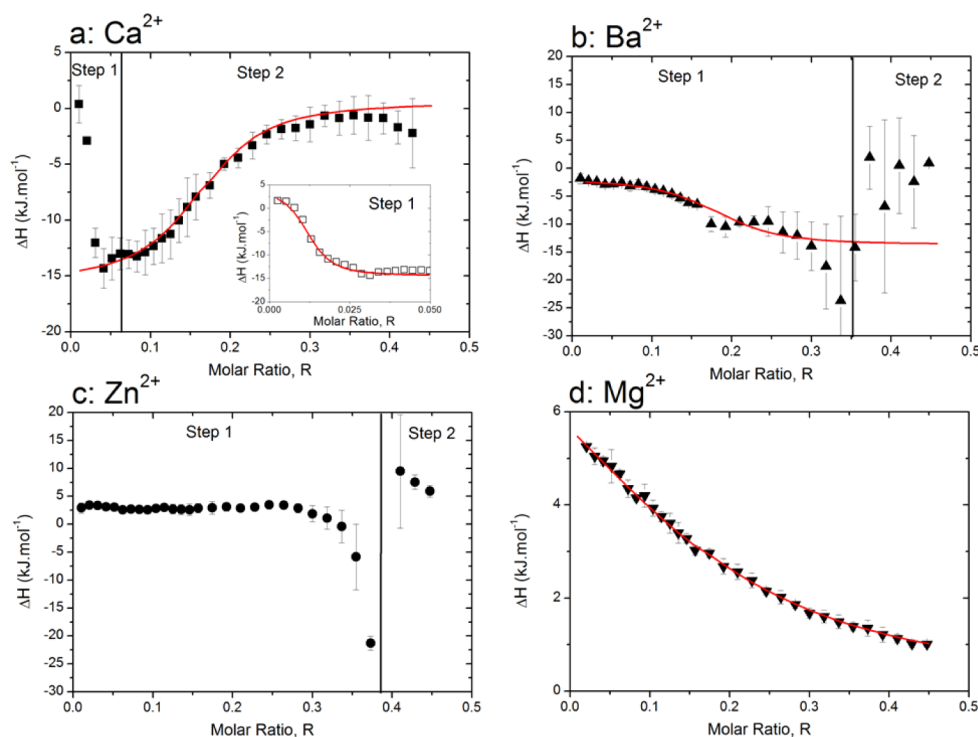 a: Ca²⁺
Step 1
Step 2
5
0
-5
-10
-15
-20
ΔH (kJ.mol⁻¹)
0.0 0.1 0.2 0.3 0.4 0.5
Molar Ratio, R
Step 1
5
0
-5
-10
-15
-20
ΔH (kJ.mol⁻¹)
0.000 0.025 0.050
Molar Ratio, R
b: Ba²⁺
Step 1
Step 2
20
15
10
5
0
-5
-10
-15
-20
-25
-30
ΔH (kJ.mol⁻¹)
0.0 0.1 0.2 0.3 0.4 0.5
Molar Ratio, R
c: Zn²⁺
Step 1
Step 2
20
15
10
5
0
-5
-10
-15
-20
-25
-30
ΔH (kJ.mol⁻¹)
0.0 0.1 0.2 0.3 0.4 0.5
Molar Ratio, R
d: Mg²⁺
6
4
2
0
ΔH (kJ.mol⁻¹)
0.0 0.1 0.2 0.3 0.4 0.5
Molar Ratio, R